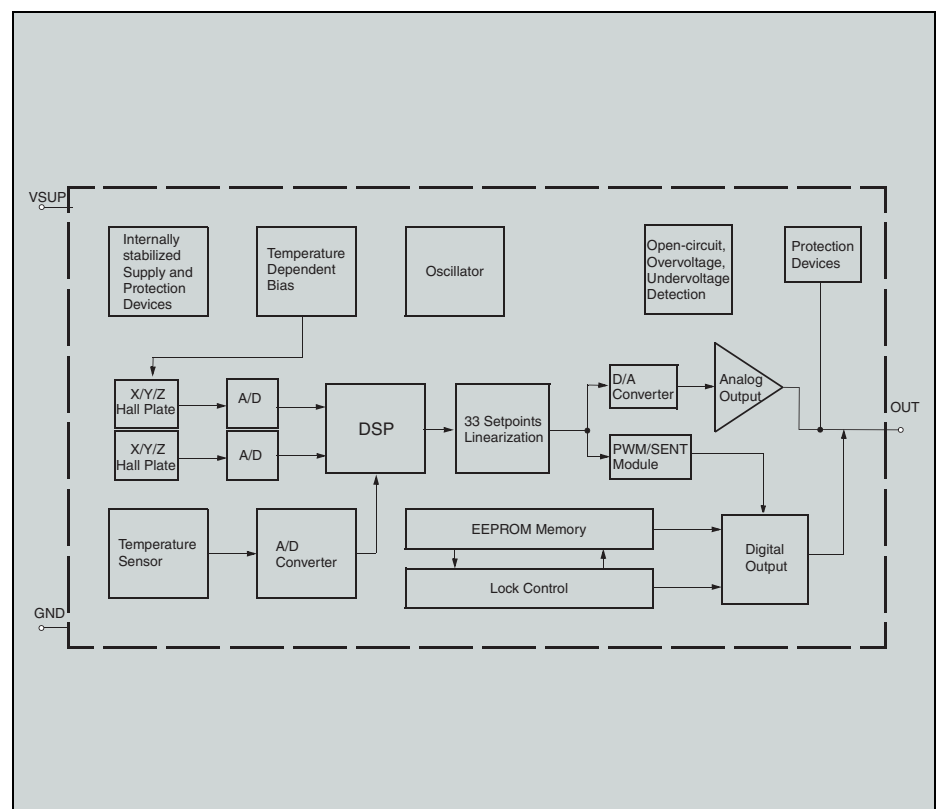 VSUP
Internally
stabilized
Supply and
Protection
Devices
Temperature
Dependent
Bias
Oscillator
Open-circuit,
Overvoltage,
Undervoltage
Detection
Protection
Devices
X/Y/Z
Hall Plate
A/D
X/Y/Z
Hall Plate
A/D
DSP
33 Setpoints
Linearization
D/A
Converter
Analog
Output
OUT
PWM/SENT
Module
Temperature
Sensor
A/D
Converter
EEPROM Memory
Lock Control
Digital
Output
GND